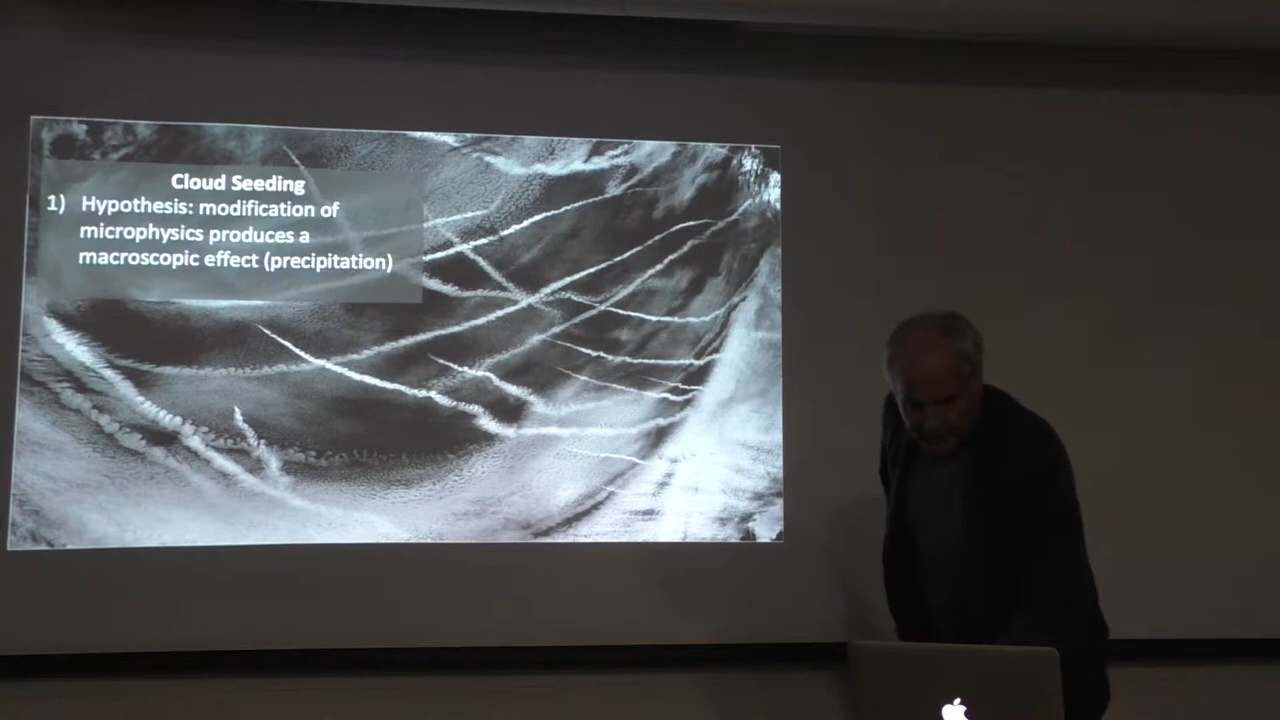 Cloud Seeding
1) Hypothesis: modification of
microphysics produces a
macroscopic effect (precipitation)